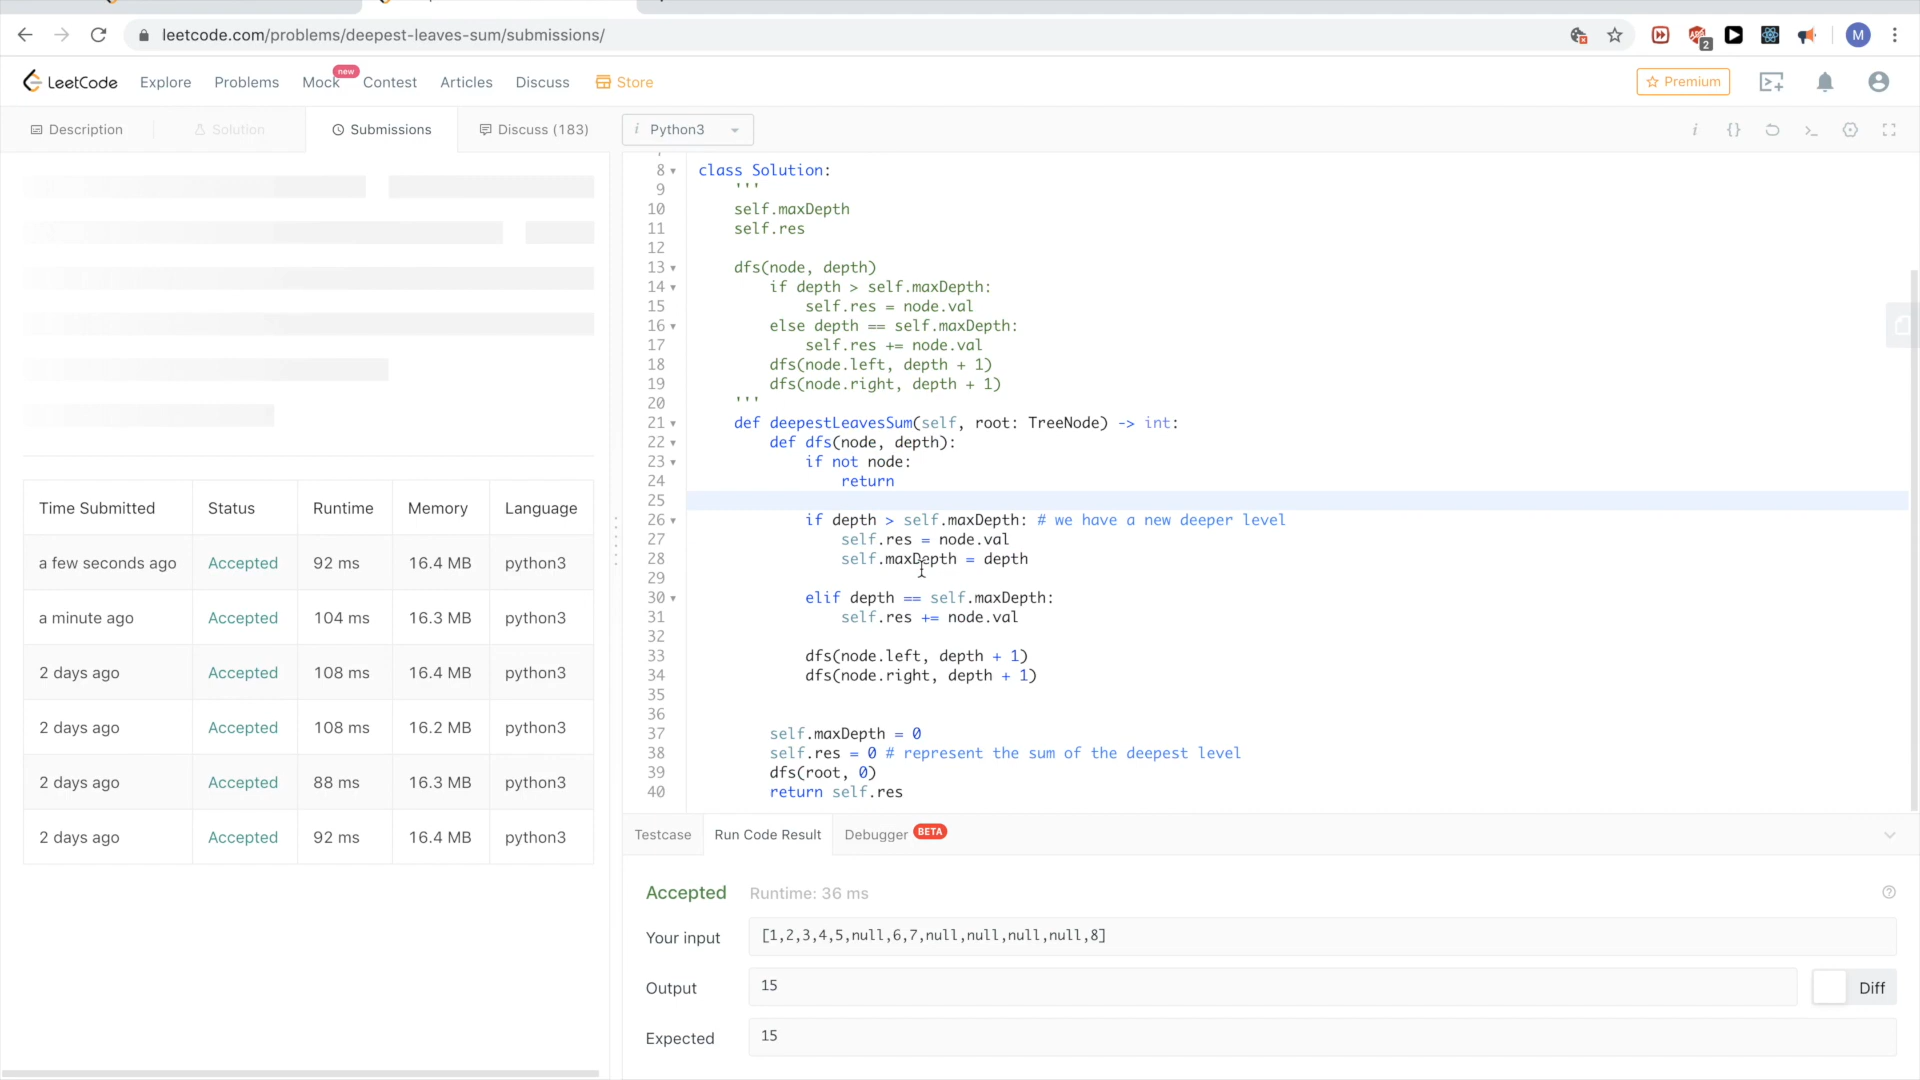 leetcode.com/problems/deepest-leaves-sum/submissions/
2
M
LeetCode
Explore
Problems
Mock
new
Contest
Articles
Discuss
Store
Premium
Description
Solution
Submissions
Discuss (183)
i Python3
i {} >_
8 class Solution:
9 '''
10 self.maxDepth
11 self.res
12
13 dfs(node, depth)
14 if depth > self.maxDepth:
15 self.res = node.val
16 else depth == self.maxDepth:
17 self.res += node.val
18 dfs(node.left, depth + 1)
19 dfs(node.right, depth + 1)
20 '''
21 def deepestLeavesSum(self, root: TreeNode) -> int:
22 def dfs(node, depth):
23 if not node:
24 return
25
26 if depth > self.maxDepth: # we have a new deeper level
27 self.res = node.val
28 self.maxDepth = depth
29
30 elif depth == self.maxDepth:
31 self.res += node.val
32
33 dfs(node.left, depth + 1)
34 dfs(node.right, depth + 1)
35
36
37 self.maxDepth = 0
38 self.res = 0 # represent the sum of the deepest level
39 dfs(root, 0)
40 return self.res
Time Submitted Status Runtime Memory Language
a few seconds ago Accepted 92 ms 16.4 MB python3
a minute ago Accepted 104 ms 16.3 MB python3
2 days ago Accepted 108 ms 16.4 MB python3
2 days ago Accepted 108 ms 16.2 MB python3
2 days ago Accepted 88 ms 16.3 MB python3
2 days ago Accepted 92 ms 16.4 MB python3
Testcase
Run Code Result
Debugger BETA
Accepted Runtime: 36 ms
Your input [1,2,3,4,5,null,6,7,null,null,null,null,8]
Output 15
Diff
Expected 15